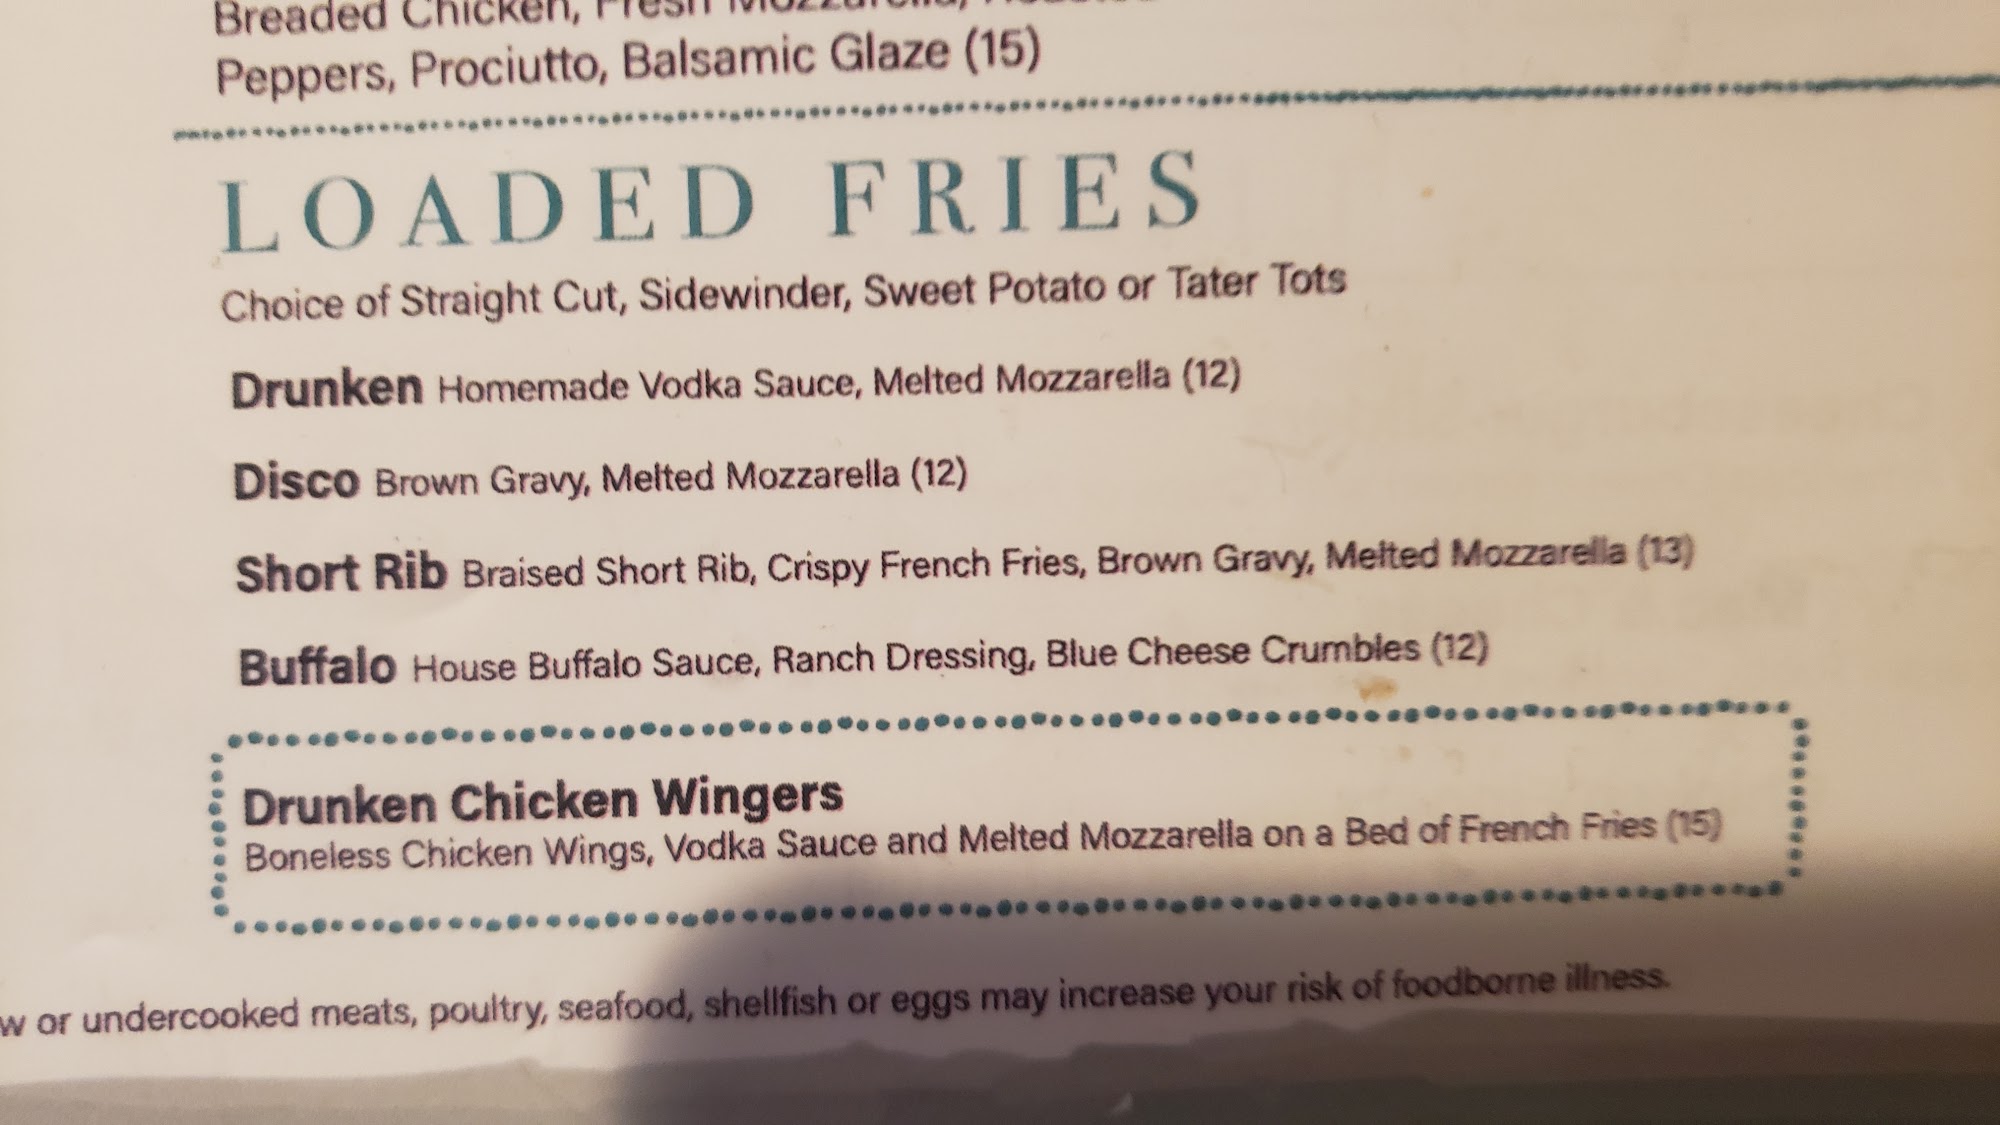 Breaded Chicken, Fresh Mozzarella,
Peppers, Prociutto, Balsamic Glaze (15)
LOADED FRIES
Choice of Straight Cut, Sidewinder, Sweet Potato or Tater Tots
Drunken Homemade Vodka Sauce, Melted Mozzarella (12)
Disco Brown Gravy, Melted Mozzarella (12)
Short Rib Braised Short Rib, Crispy French Fries, Brown Gravy, Melted Mozzarella (13)
Buffalo House Buffalo Sauce, Ranch Dressing, Blue Cheese Crumbles (12)
Drunken Chicken Wingers
Boneless Chicken Wings, Vodka Sauce and Melted Mozzarella on a Bed of French Fries (15)
w or undercooked meats, poultry, seafood, shellfish or eggs may increase your risk of foodborne illness.